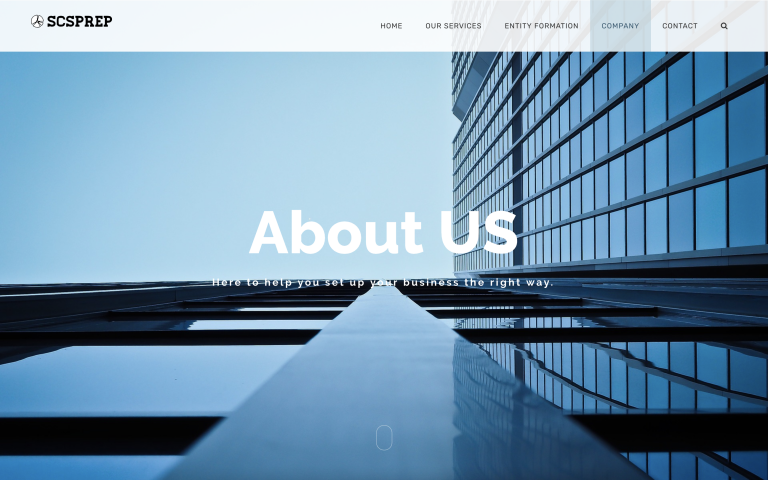 SCSPREP
HOME OUR SERVICES ENTITY FORMATION COMPANY CONTACT
About US
Here to help you set up your business the right way.